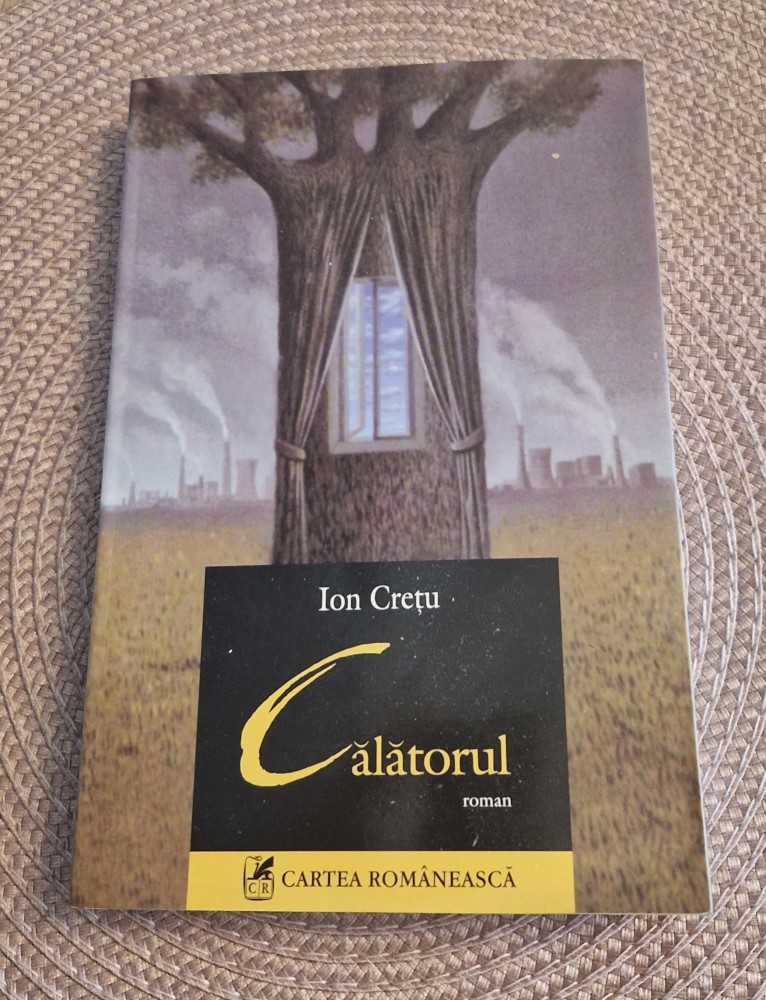 Ion Crețu
Călătorul
roman
CR
CARTEA ROMÂNEASCĂ